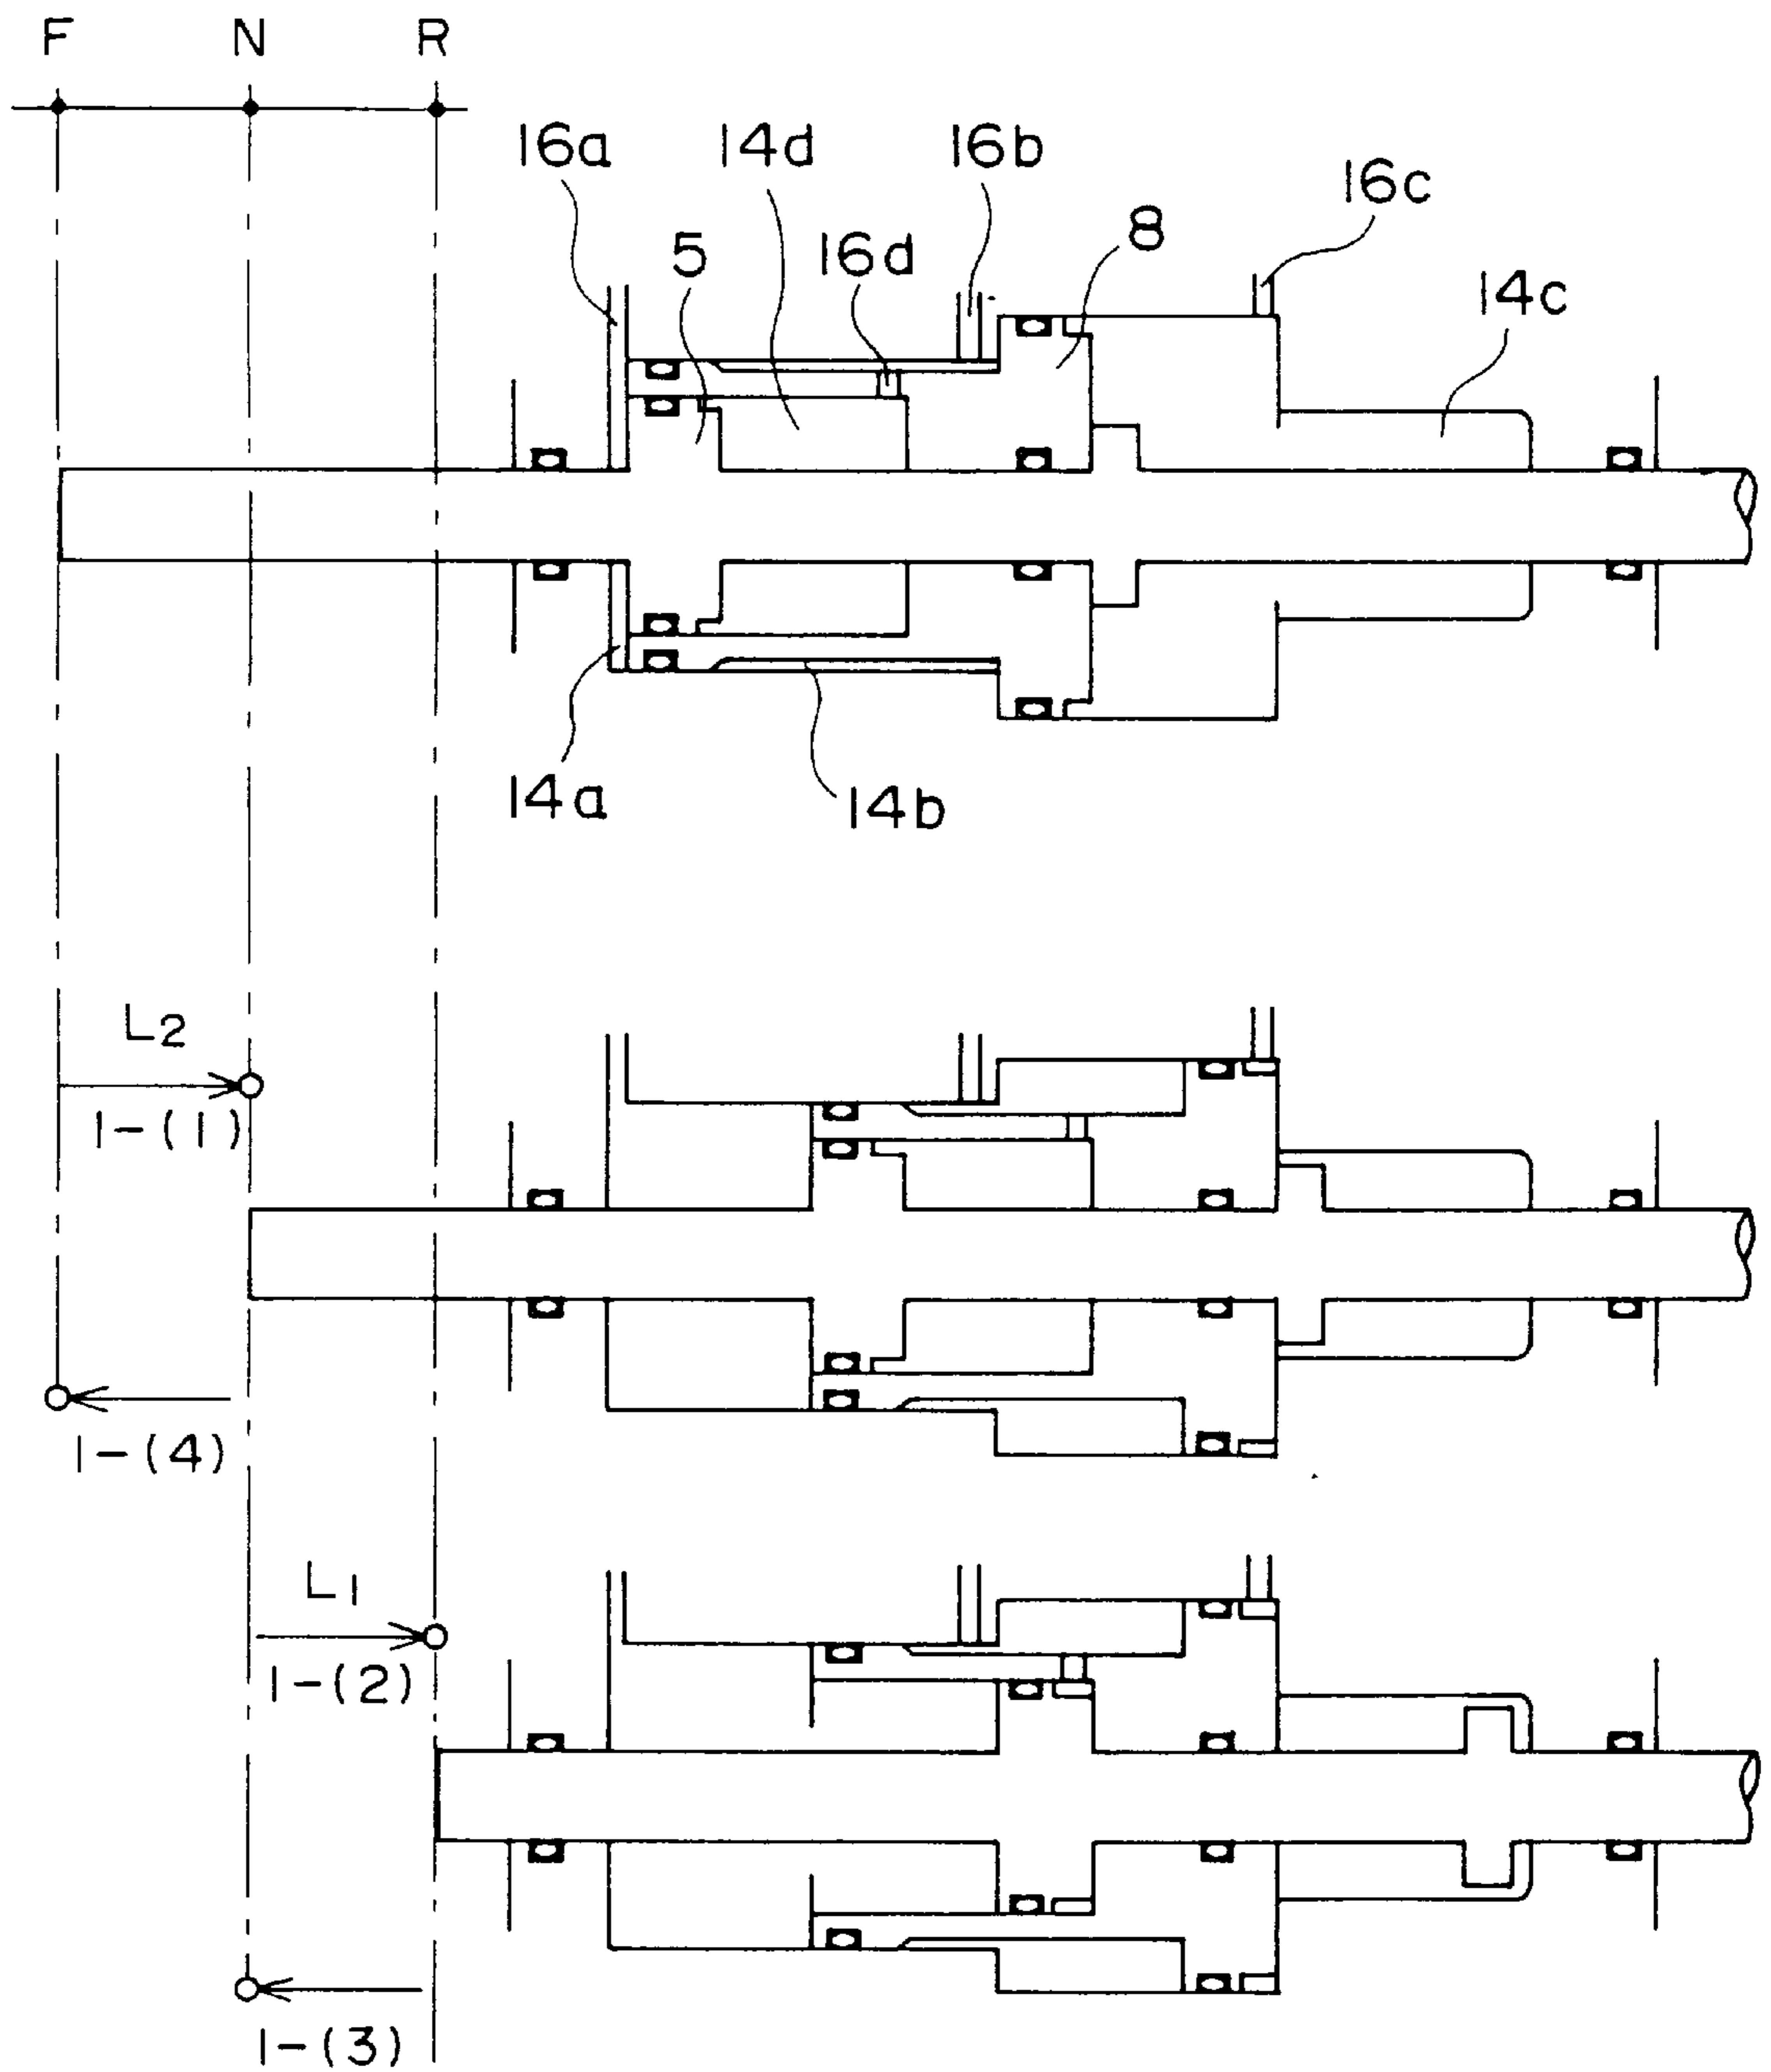 F N R
16a 14d 16b 16c
5 16d 8 14c
14a 14b
L2
1-(1)
1-(4)
L1
1-(2)
1-(3)